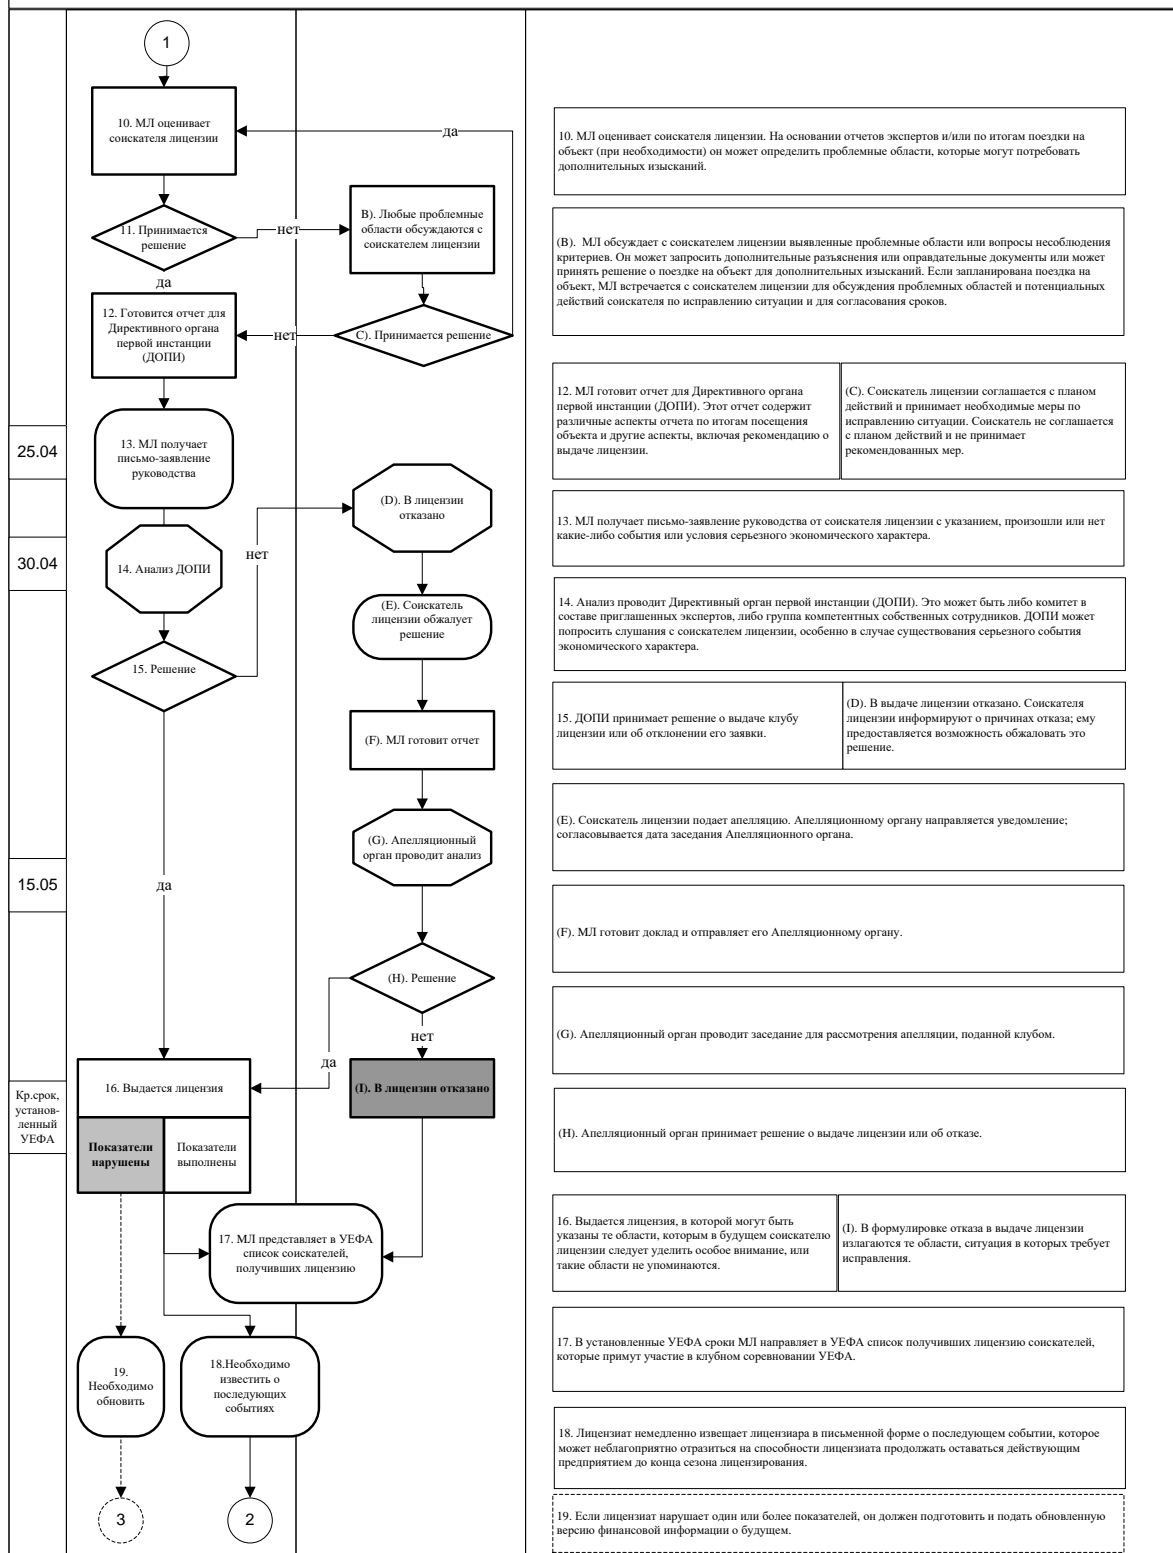 1
10. МЛ оценивает
соискателя лицензии
да
11. Принимается
решение
нет
В). Любые проблемные
области обсуждаются с
соискателем лицензии
да
12. Готовится отчет для
Директивного органа
первой инстанции
(ДОПИ)
нет
С). Принимается решение
25.04
13. МЛ получает
письмо-заявление
руководства
(D). В лицензии
отказано
30.04
14. Анализ ДОПИ
нет
(E). Соискатель
лицензии обжалует
решение
15. Решение
(F). МЛ готовит отчет
(G). Апелляционный
орган проводит анализ
15.05
да
(H). Решение
нет
да
16. Выдается лицензия
(I). В лицензии отказано
Кр.срок,
установ-
ленный
УЕФА
Показатели
нарушены
Показатели
выполнены
17. МЛ представляет в УЕФА
список соискателей,
получивших лицензию
19.
Необходимо
обновить
18.Необходимо
известить о
последующих
событиях
3
2
10. МЛ оценивает соискателя лицензии. На основании отчетов экспертов и/или по итогам поездки на
объект (при необходимости) он может определить проблемные области, которые могут потребовать
дополнительных изысканий.
(В). МЛ обсуждает с соискателем лицензии выявленные проблемные области или вопросы несоблюдения
критериев. Он может запросить дополнительные разъяснения или оправдательные документы или может
принять решение о поездке на объект для дополнительных изысканий. Если запланирована поездка на
объект, МЛ встречается с соискателем лицензии для обсуждения проблемных областей и потенциальных
действий соискателя по исправлению ситуации и для согласования сроков.
12. МЛ готовит отчет для Директивного органа
первой инстанции (ДОПИ). Этот отчет содержит
различные аспекты отчета по итогам посещения
объекта и другие аспекты, включая рекомендацию о
выдаче лицензии.
(С). Соискатель лицензии соглашается с планом
действий и принимает необходимые меры по
исправлению ситуации. Соискатель не соглашается
с планом действий и не принимает
рекомендованных мер.
13. МЛ получает письмо-заявление руководства от соискателя лицензии с указанием, произошли или нет
какие-либо события или условия серьезного экономического характера.
14. Анализ проводит Директивный орган первой инстанции (ДОПИ). Это может быть либо комитет в
составе приглашенных экспертов, либо группа компетентных собственных сотрудников. ДОПИ может
попросить слушания с соискателем лицензии, особенно в случае существования серьезного события
экономического характера.
15. ДОПИ принимает решение о выдаче клубу
лицензии или об отклонении его заявки.
(D). В выдаче лицензии отказано. Соискателя
лицензии информируют о причинах отказа; ему
предоставляется возможность обжаловать это
решение.
(E). Соискатель лицензии подает апелляцию. Апелляционному органу направляется уведомление;
согласовывается дата заседания Апелляционного органа.
(F). МЛ готовит доклад и отправляет его Апелляционному органу.
(G). Апелляционный орган проводит заседание для рассмотрения апелляции, поданной клубом.
(H). Апелляционный орган принимает решение о выдаче лицензии или об отказе.
16. Выдается лицензия, в которой могут быть
указаны те области, которым в будущем соискателю
лицензии следует уделить особое внимание, или
такие области не упоминаются.
(I). В формулировке отказа в выдаче лицензии
излагаются те области, ситуация в которых требует
исправления.
17. В установленные УЕФА сроки МЛ направляет в УЕФА список получивших лицензию соискателей,
которые примут участие в клубном соревновании УЕФА.
18. Лицензиат немедленно извещает лицензиара в письменной форме о последующем событии, которое
может неблагоприятно отразиться на способности лицензиата продолжать оставаться действующим
предприятием до конца сезона лицензирования.
19. Если лицензиат нарушает один или более показателей, он должен подготовить и подать обновленную
версию финансовой информации о будущем.